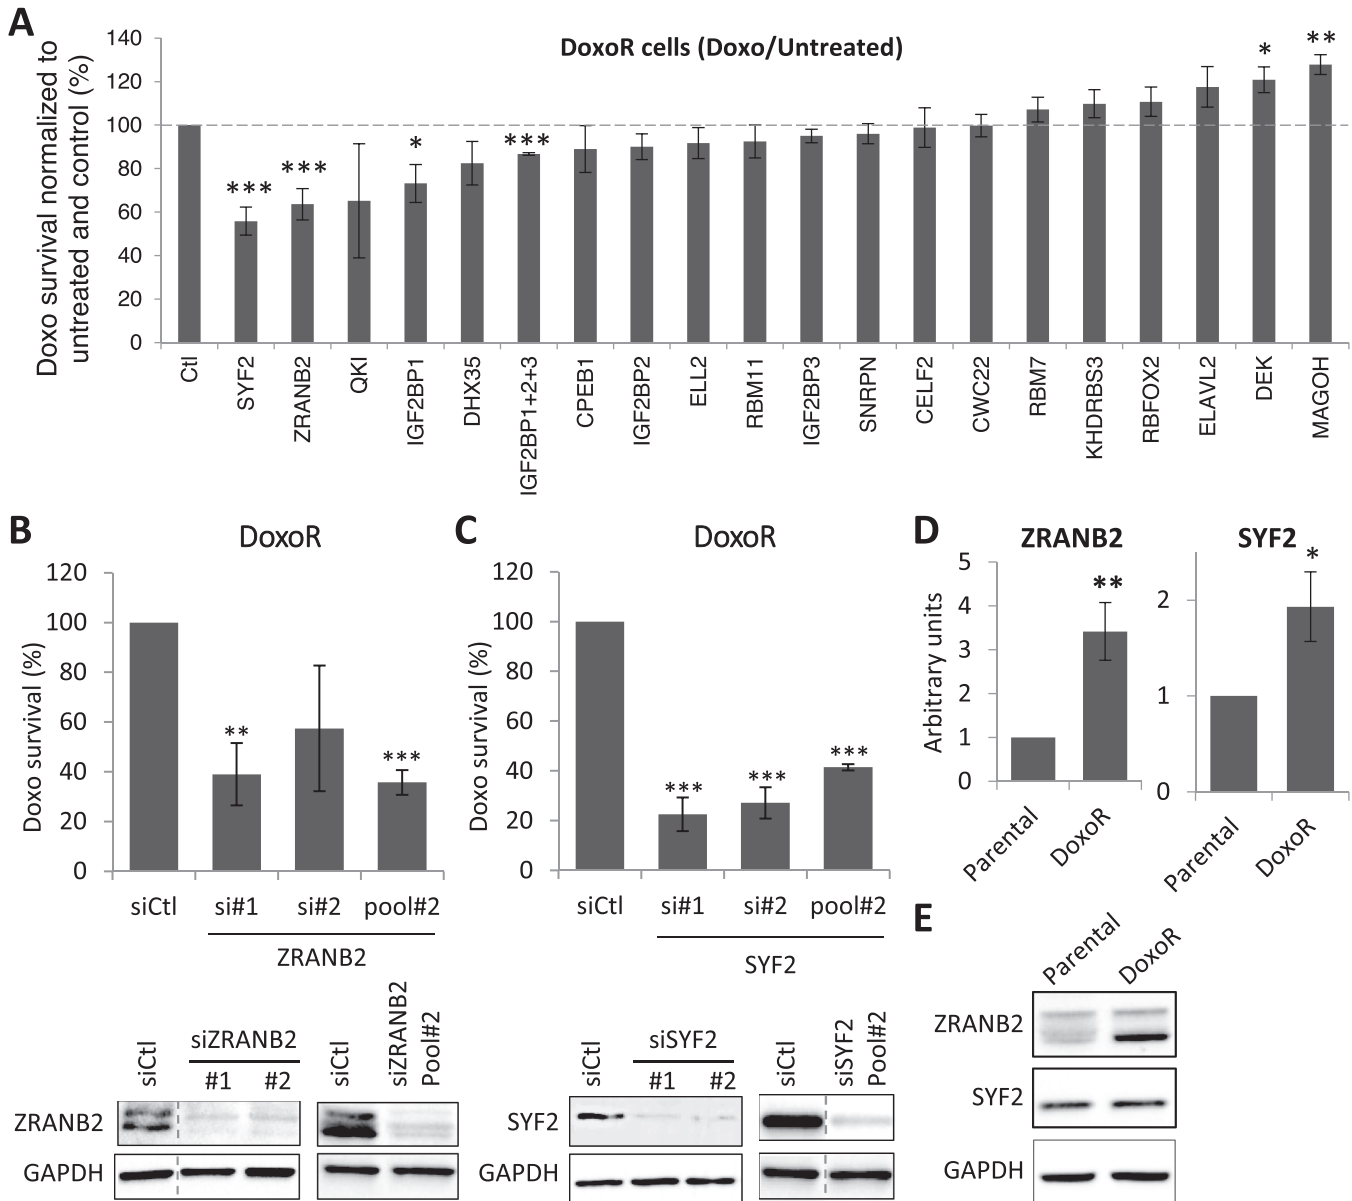 A
DoxoR cells (Doxo/Untreated)
Doxo survival normalized to
untreated and control (%)
140
120
100
80
60
40
20
0
*** *** * *** * **
Ctl SYF2 ZRANB2 QKI IGF2BP1 DHX35 IGF2BP1+2+3 CPEB1 IGF2BP2 ELL2 RBM11 IGF2BP3 SNRPN CELF2 CWC22 RBM7 KHDRBS3 RBFOX2 ELAVL2 DEK MAGOH
B
DoxoR
Doxo survival (%)
120
100
80
60
40
20
0
** ***
siCtl si#1 si#2 pool#2
ZRANB2
siCtl siZRANB2 #1 #2
siCtl siZRANB2 Pool#2
ZRANB2
GAPDH
C
DoxoR
Doxo survival (%)
120
100
80
60
40
20
0
*** *** ***
siCtl si#1 si#2 pool#2
SYF2
siCtl siSYF2 #1 #2
siCtl siSYF2 Pool#2
SYF2
GAPDH
D
ZRANB2
Arbitrary units
5
4
3
2
1
0
**
Parental DoxoR
SYF2
2
1
0
*
Parental DoxoR
E
Parental DoxoR
ZRANB2
SYF2
GAPDH